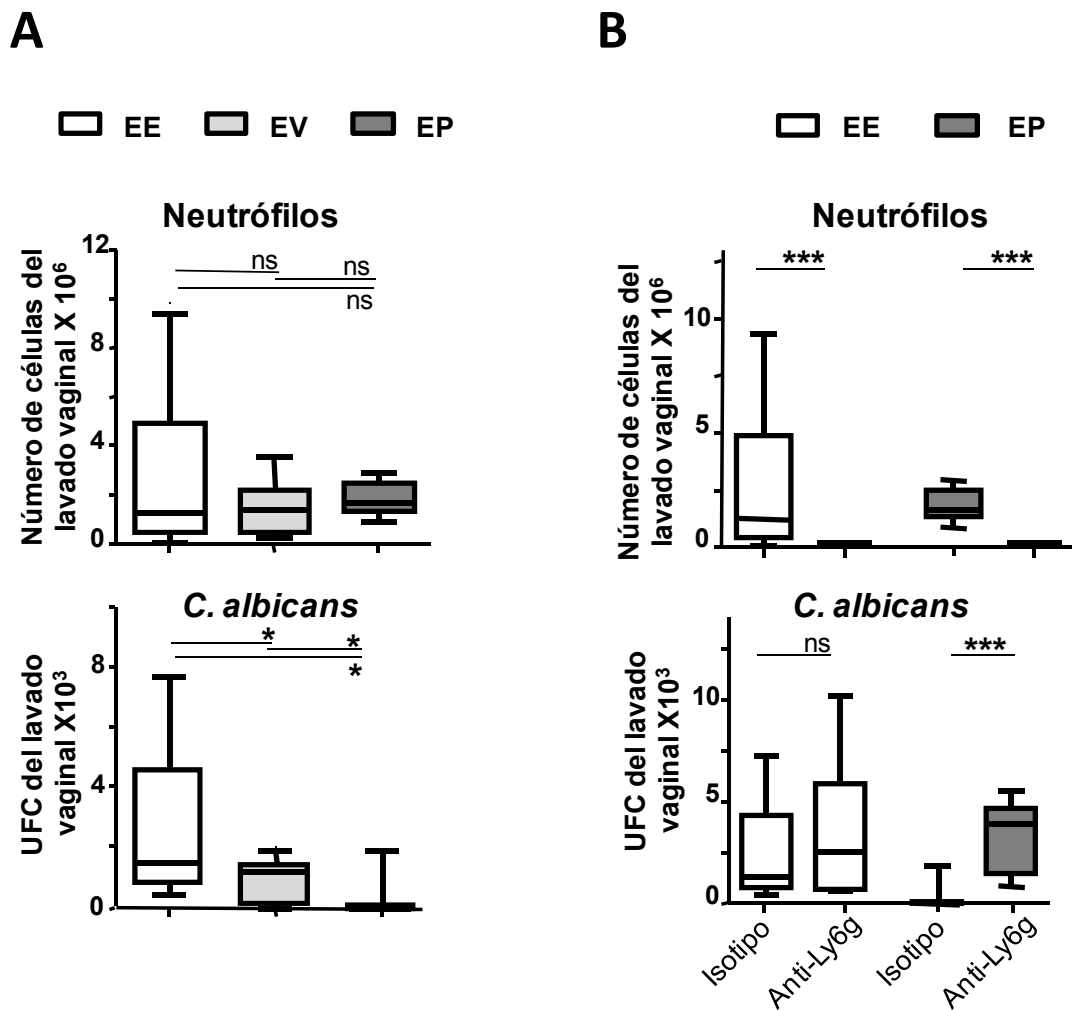 A
EE EV EP
Neutrófilos
Número de células del
lavado vaginal X 10⁶
12
8
4
0
ns
ns
ns
C. albicans
UFC del lavado
vaginal X10³
8
4
0
*
*
*
B
EE EP
Neutrófilos
Número de células del
lavado vaginal X 10⁶
10
5
0
***
***
C. albicans
UFC del lavado
vaginal X10³
10
5
0
ns
***
Isotipo
Anti-Ly6g
Isotipo
Anti-Ly6g